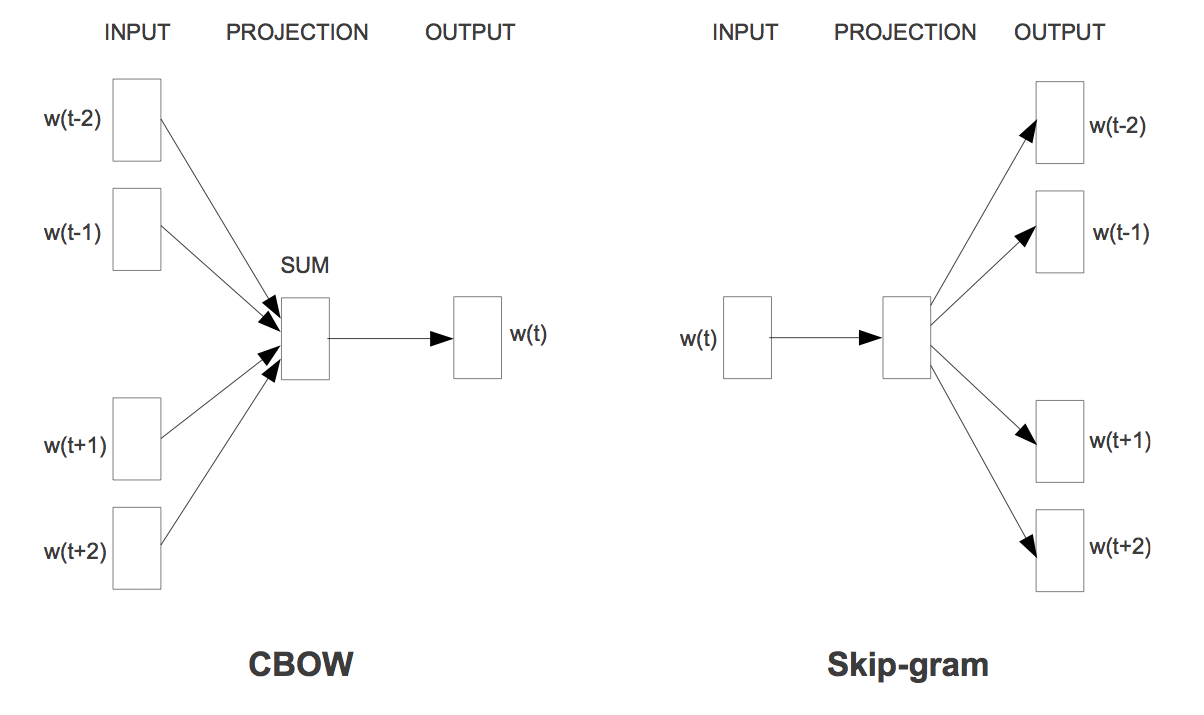 INPUT PROJECTION OUTPUT
w(t-2)
w(t-1)
SUM
w(t)
w(t+1)
w(t+2)
CBOW
INPUT PROJECTION OUTPUT
w(t-2)
w(t-1)
w(t)
w(t+1)
w(t+2)
Skip-gram